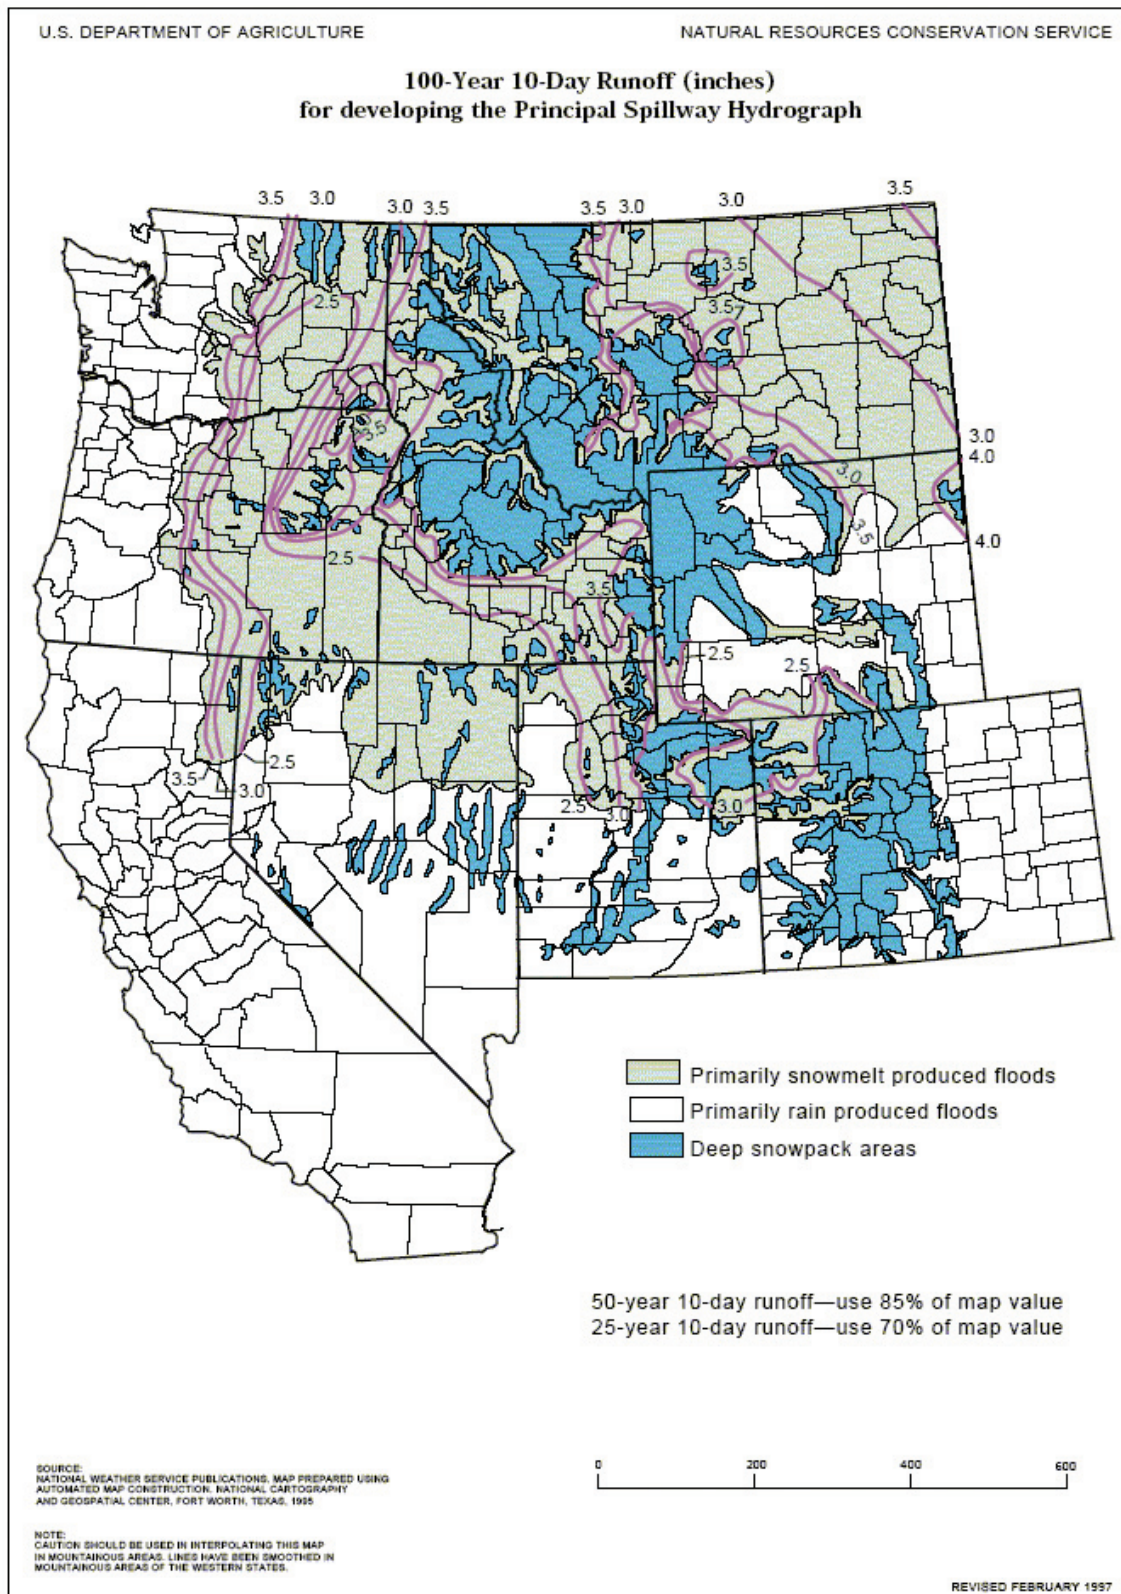 U.S. DEPARTMENT OF AGRICULTURE
NATURAL RESOURCES CONSERVATION SERVICE
100-Year 10-Day Runoff (inches)
for developing the Principal Spillway Hydrograph
3.5 3.0 3.0 3.5 3.5 3.0 3.0 3.5
3.5
2.5
3.5
3.5
3.0
4.0
3.0
3.5
4.0
2.5
3.5
2.5
2.5
2.5
3.5
3.0
2.5
3.0
3.0
Primarily snowmelt produced floods
Primarily rain produced floods
Deep snowpack areas
50-year 10-day runoff—use 85% of map value
25-year 10-day runoff—use 70% of map value
0 200 400 600
SOURCE:
NATIONAL WEATHER SERVICE PUBLICATIONS. MAP PREPARED USING
AUTOMATED MAP CONSTRUCTION. NATIONAL CARTOGRAPHY
AND GEOSPATIAL CENTER, FORT WORTH, TEXAS, 1995
NOTE:
CAUTION SHOULD BE USED IN INTERPOLATING THIS MAP
IN MOUNTAINOUS AREAS. LINES HAVE BEEN SMOOTHED IN
MOUNTAINOUS AREAS OF THE WESTERN STATES.
REVISED FEBRUARY 1997